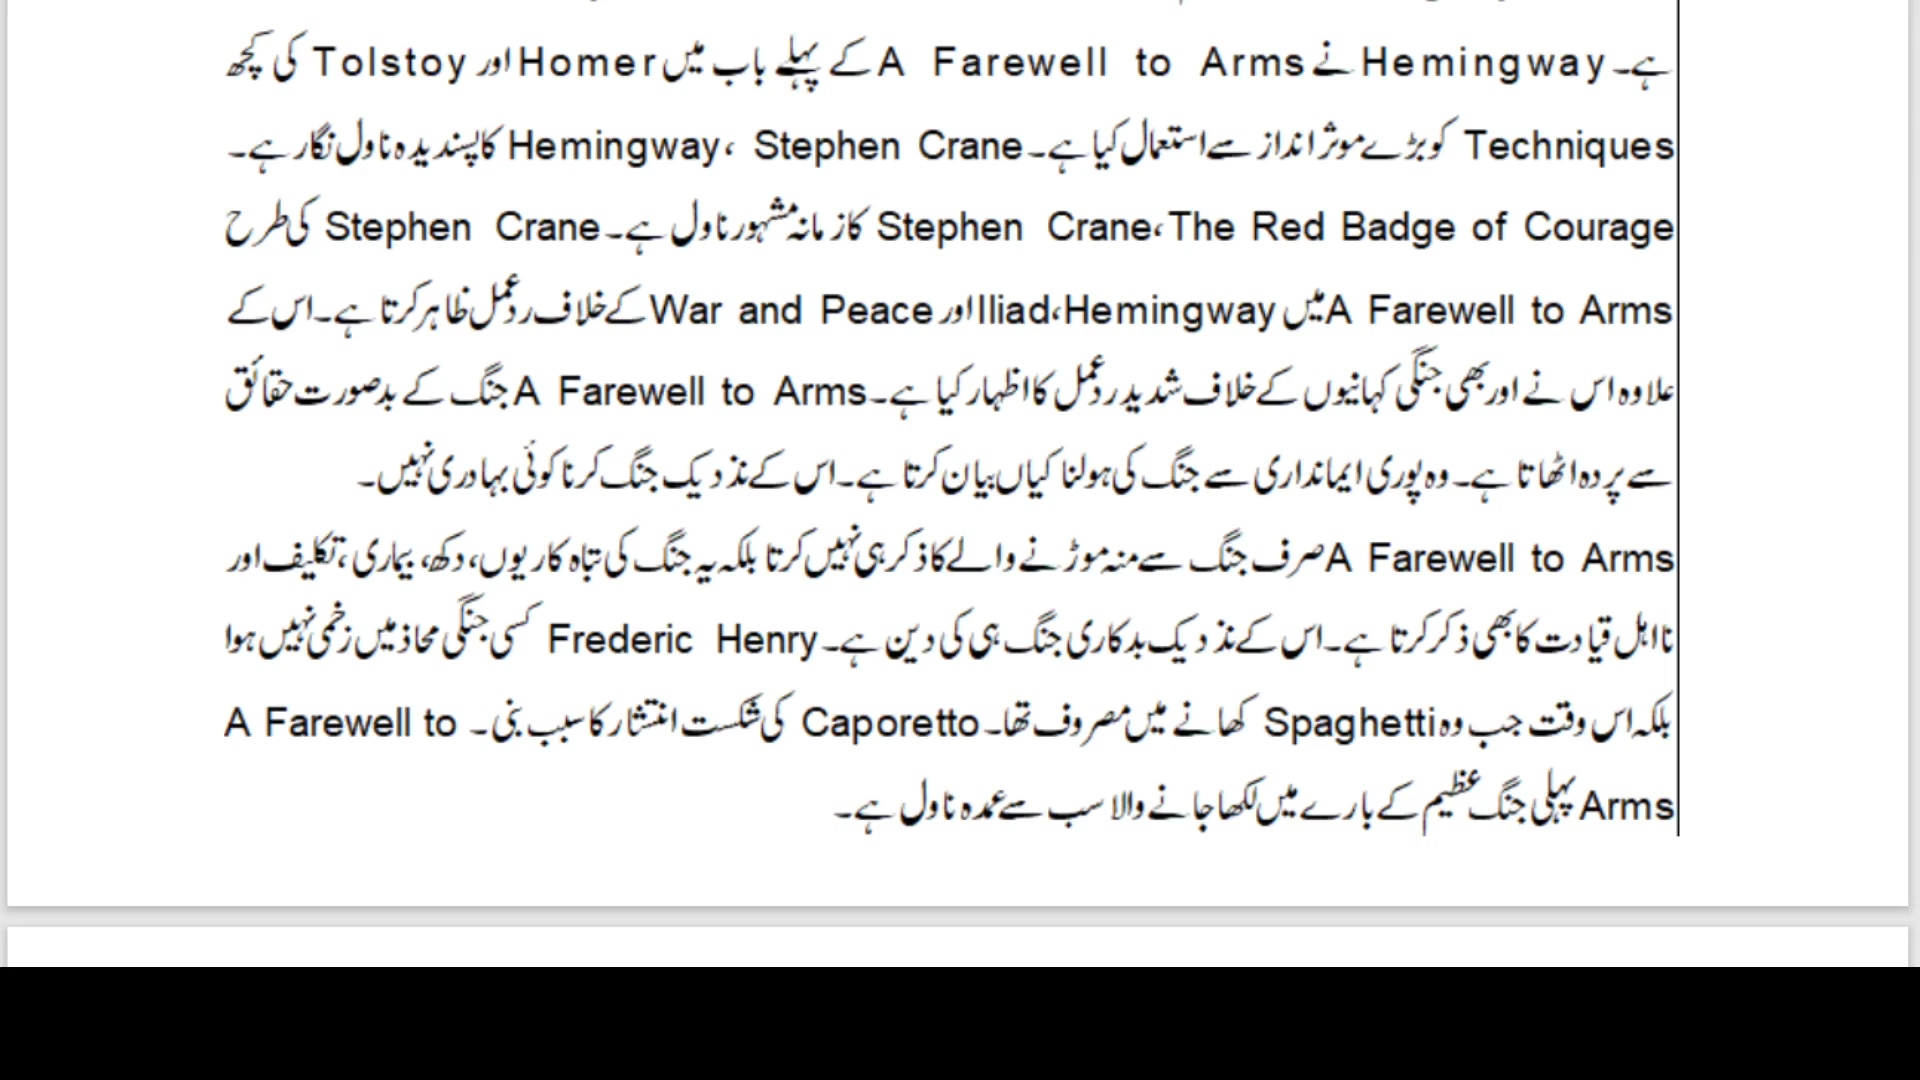 ہے۔ Hemingway نے A Farewell to Arms کے پہلے باب میں Homer اور Tolstoy کی کچھ
Techniques کو بڑے موثر انداز سے استعمال کیا ہے۔ Hemingway، Stephen Crane کا پسندیدہ ناول نگار ہے۔
Stephen Crane،The Red Badge of Courage کا زمانہ مشہور ناول ہے۔ Stephen Crane کی طرح
A Farewell to Arms میں Iliad،Hemingway اور War and Peace کے خلاف ردعمل ظاہر کرتا ہے۔ اس کے
علاوہ اس نے اور بھی جنگی کہانیوں کے خلاف شدید ردعمل کا اظہار کیا ہے۔ A Farewell to Arms جنگ کے بدصورت حقائق
سے پردہ اٹھاتا ہے۔ وہ پوری ایمانداری سے جنگ کی ہولناکیاں بیان کرتا ہے۔ اس کے نذدیک جنگ کرنا کوئی بہادری نہیں۔
A Farewell to Arms صرف جنگ سے منہ موڑنے والے کا ذکر ہی نہیں کرتا بلکہ یہ جنگ کی تباہ کاریوں، دکھ، بیماری، تکلیف اور
نااہل قیادت کا بھی ذکر کرتا ہے۔ اس کے نذدیک بدکاری جنگ ہی کی دین ہے۔ Frederic Henry کسی جنگی محاذ میں زخمی نہیں ہوا
بلکہ اس وقت جب وہ Spaghetti کھانے میں مصروف تھا۔ Caporetto کی شکست انتشار کا سبب بنی۔ A Farewell to
Arms پہلی جنگ عظیم کے بارے میں لکھا جانے والا سب سے عمدہ ناول ہے۔